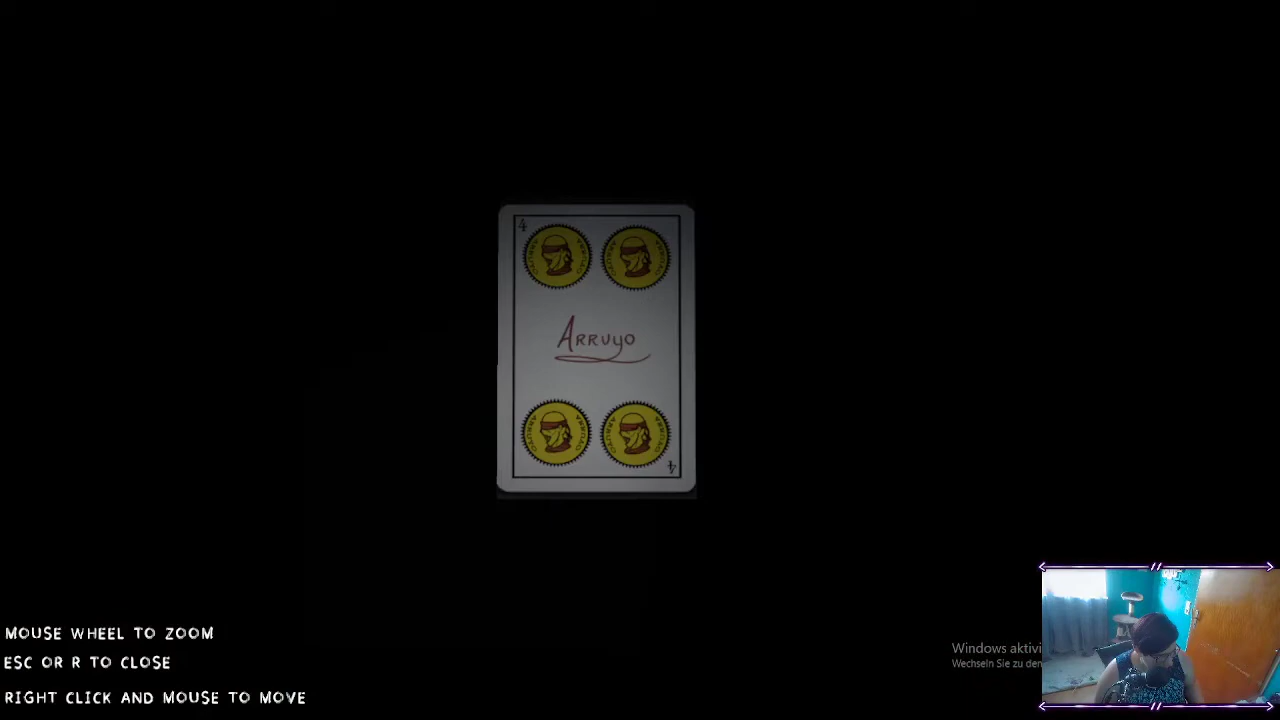 4
ARRUYO
4
MOUSE WHEEL TO ZOOM
ESC OR R TO CLOSE
RIGHT CLICK AND MOUSE TO MOVE
Windows aktivi
Wechseln Sie zu den